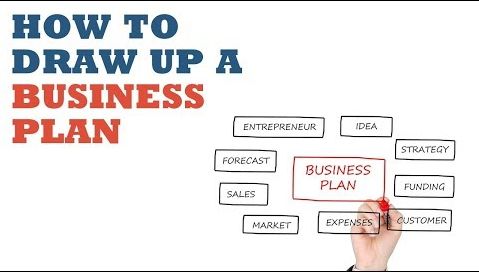 HOW TO
DRAW UP A
BUSINESS
PLAN
ENTREPRENEUR
IDEA
STRATEGY
FORECAST
BUSINESS
PLAN
FUNDING
SALES
MARKET
EXPENSES
CUSTOMER